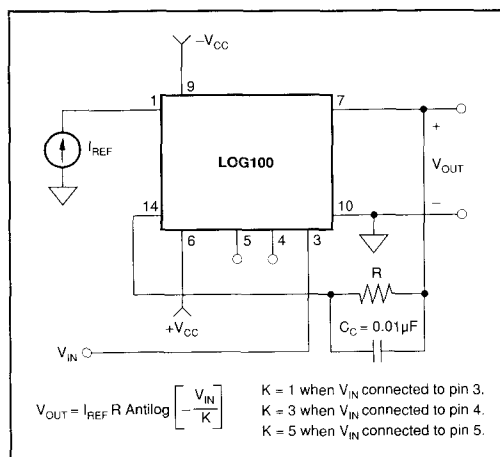 −V_CC
9
1
7
I_REF
LOG100
+
V_OUT
−
14
10
6
5
4
3
R
+V_CC
C_C = 0.01µF
V_IN
V_OUT = I_REF R Antilog [−V_IN/K]
K = 1 when V_IN connected to pin 3.
K = 3 when V_IN connected to pin 4.
K = 5 when V_IN connected to pin 5.